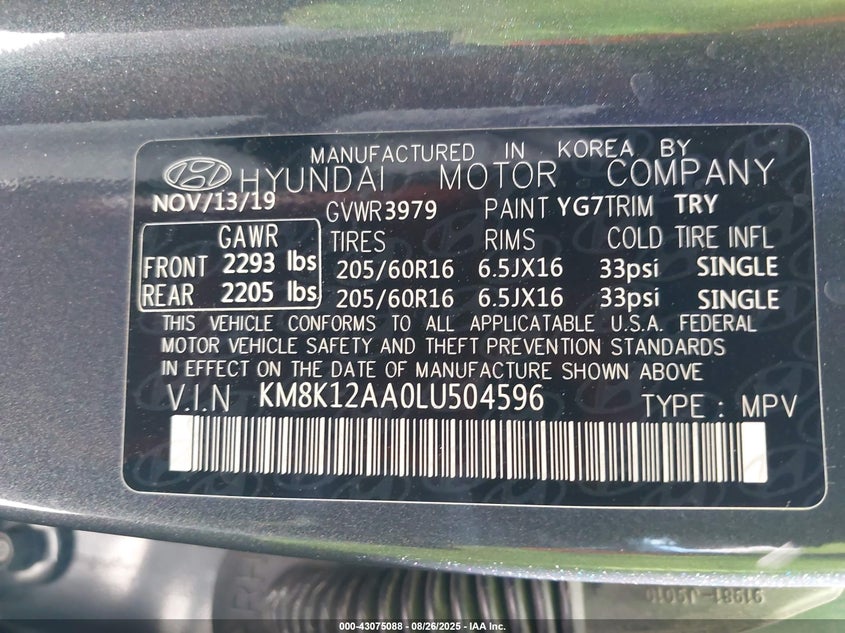 MANUFACTURED IN KOREA BY
HYUNDAI MOTOR COMPANY
NOV/13/19 GVWR3979 PAINT YG7TRIM TRY
GAWR TIRES RIMS COLD TIRE INFL
FRONT 2293 lbs 205/60R16 6.5JX16 33psi SINGLE
REAR 2205 lbs 205/60R16 6.5JX16 33psi SINGLE
THIS VEHICLE CONFORMS TO ALL APPLICATABLE U.S.A. FEDERAL
MOTOR VEHICLE SAFETY AND THEFT PREVENTION STANDARDS
IN EFFECT ON THE DATE OF MANUFACTURE SHOWN ABOVE.
V.I.N KM8K12AA0LU504596 TYPE : MPV
000-43075088 - 08/26/2025 - IAA Inc.